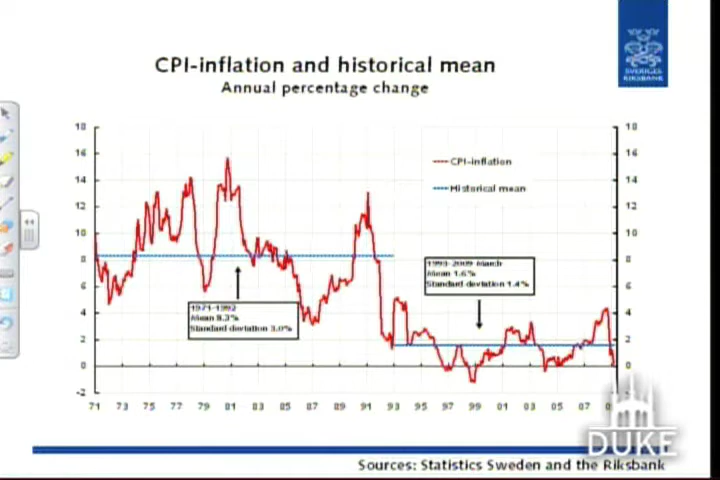 SVERIGES
RIKSBANK
CPI-inflation and historical mean
Annual percentage change
18
16
14
12
10
8
6
4
2
0
-2
18
16
14
12
10
8
6
4
2
0
-2
CPI-inflation
Historical mean
1993-2009 March
Mean 1.6%
Standard deviation 1.4%
1971-1992
Mean 8.3%
Standard deviation 3.0%
71 73 75 77 79 81 83 85 87 89 91 93 95 97 99 01 03 05 07
DUKE
Sources: Statistics Sweden and the Riksbank